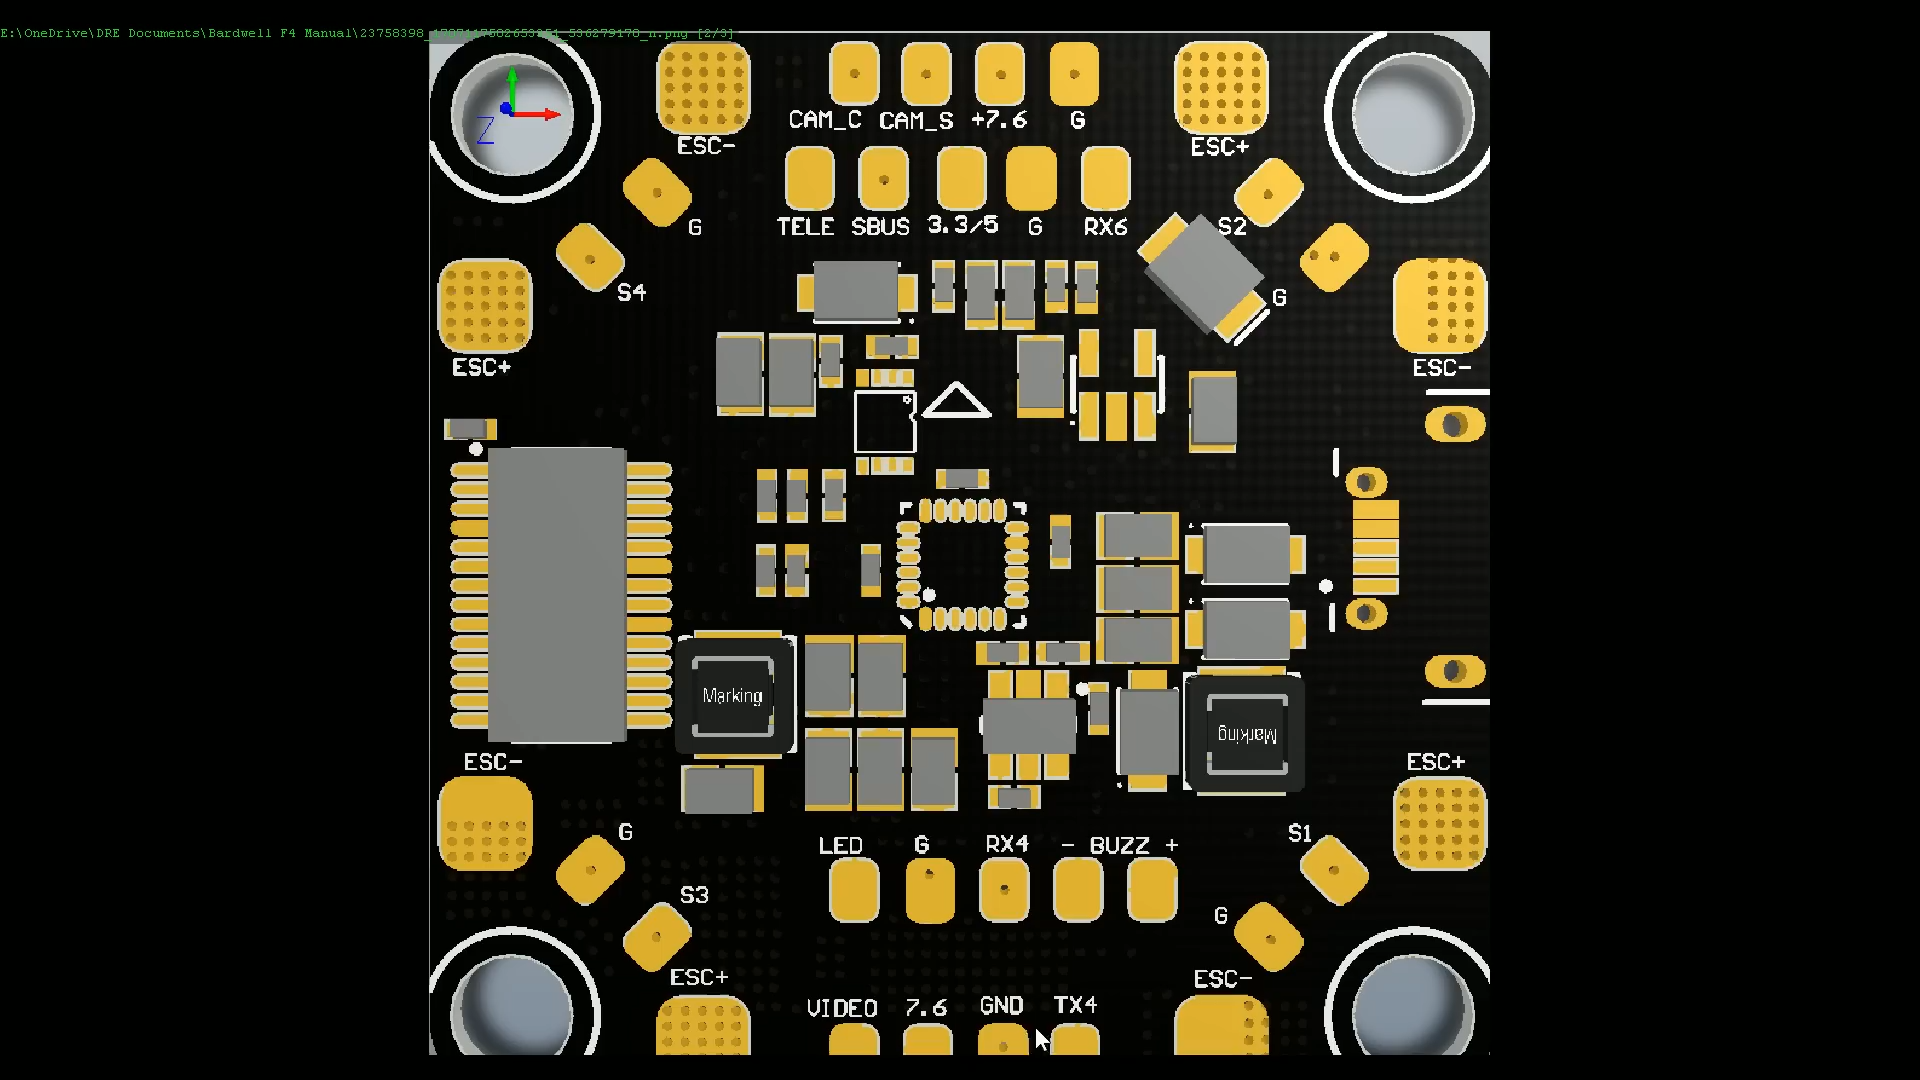 E:\OneDrive\DRE Documents\Bardwell F4 Manual\
[2/3]
CAM_C CAM_S +7.6 G
ESC- ESC+
TELE SBUS 3.3/5 G RX6
G S2
S4 G
ESC+ ESC-
Z
Marking
Marking
ESC- ESC+
G S1
LED G RX4 - BUZZ +
S3 G
ESC+ ESC-
VIDEO 7.6 GND TX4